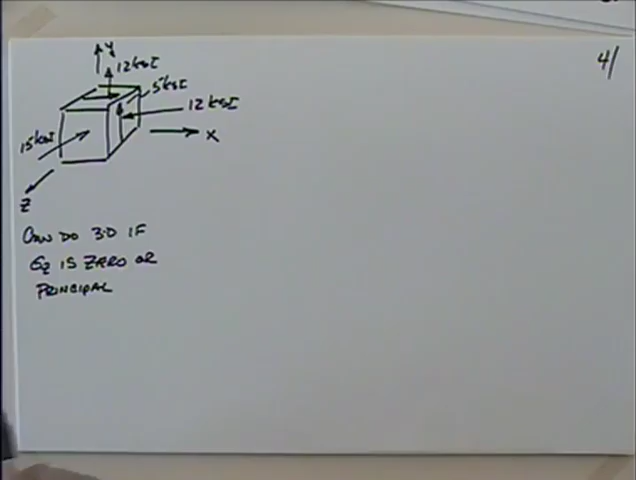 4/
Y
12 KSI
5 KSI
12 KSI
15 KSI
X
Z
CAN DO 3-D IF
σz IS ZERO OR
PRINCIPAL